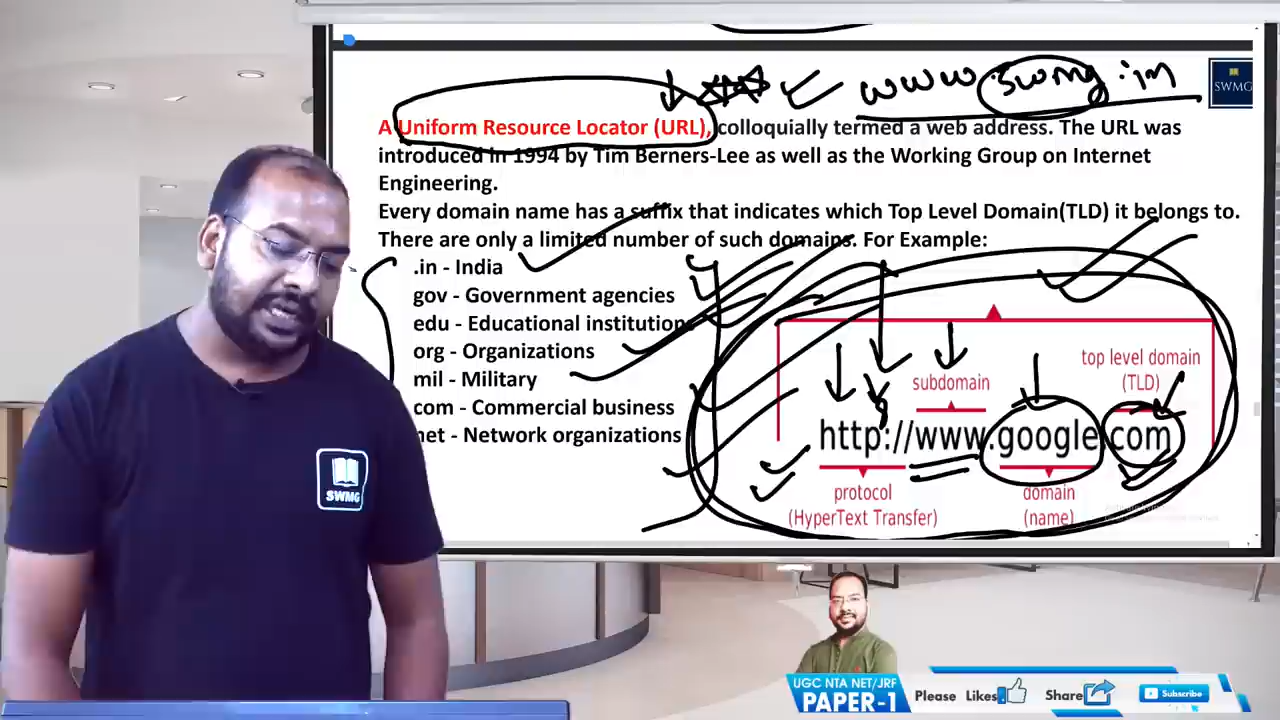 www.swmg.in
SWMG
A Uniform Resource Locator (URL), colloquially termed a web address. The URL was
introduced in 1994 by Tim Berners-Lee as well as the Working Group on Internet
Engineering.
Every domain name has a suffix that indicates which Top Level Domain(TLD) it belongs to.
There are only a limited number of such domains. For Example:
.in - India
gov - Government agencies
edu - Educational institutions
org - Organizations
mil - Military
com - Commercial business
net - Network organizations
top level domain
(TLD)
subdomain
http://www.google.com
protocol
(HyperText Transfer)
domain
(name)
SWMG
UGC NTA NET/JRF
PAPER-1
Please Likes
Share
Subscribe